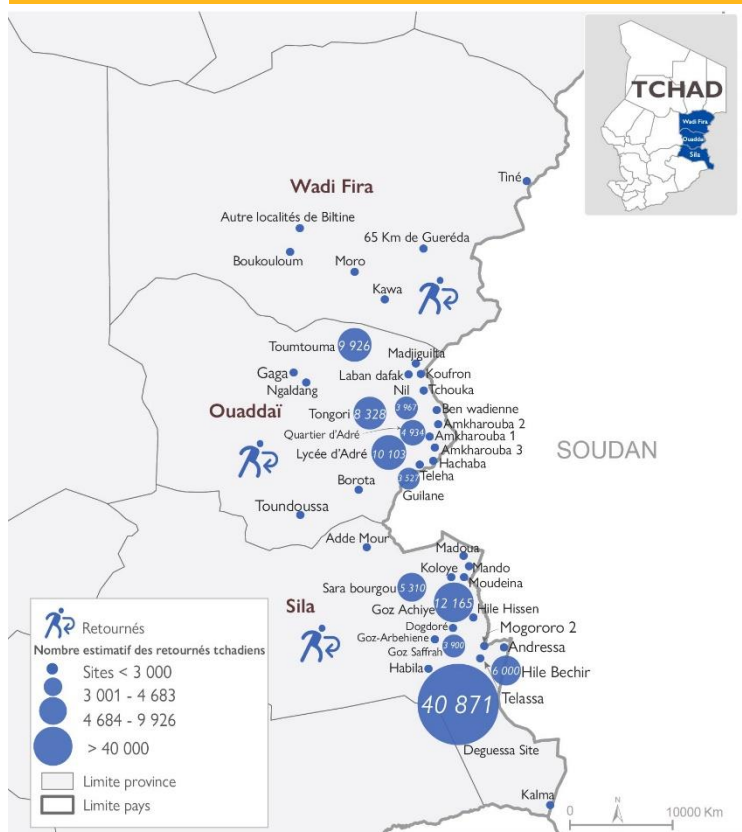 TCHAD
Wadi Fira
Ouaddaï
Sila
Tiné
Wadi Fira
Autre localités de Biltine
65 Km de Gueréda
Boukouloum
Moro
Kawa
Toumtouma
9 926
Madjiguilta
Gaga
Laban dafak
Koufron
Ngaldang
Nil
Tchouka
3 967
Ouaddaï
Tongori
8 328
Ben wadienne
Amkharouba 2
Quartier d'Adré
4 934
Amkharouba 1
SOUDAN
Lycée d'Adré
10 103
Amkharouba 3
Hachaba
Teleha
Borota
3 527
Guilane
Toundoussa
Adde Mour
Madoua
Koloye
Mando
Moudeina
Sara bourgou
5 310
Sila
Goz Achiye
12 165
Hile Hissen
Dogdoré
Mogororo 2
Goz-Arbehiene
Andressa
Goz Saffrah
3 900
Habila
6 000
Hile Bechir
Telassa
40 871
Deguessa Site
Kalma
Retournés
Nombre estimatif des retournés tchadiens
Sites < 3 000
3 001 - 4 683
4 684 - 9 926
> 40 000
Limite province
Limite pays
0
N
10000 Km